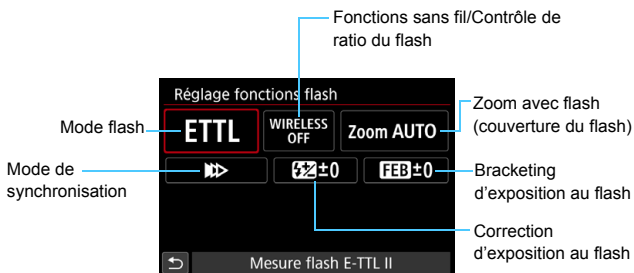 Fonctions sans fil/Contrôle de
ratio du flash
Réglage fonctions flash
Mode flash
ETTL
WIRELESS
OFF
Zoom AUTO
Zoom avec flash
(couverture du flash)
Mode de
synchronisation
±0
FEB±0
Bracketing
d'exposition au flash
Correction
d'exposition au flash
Mesure flash E-TTL II